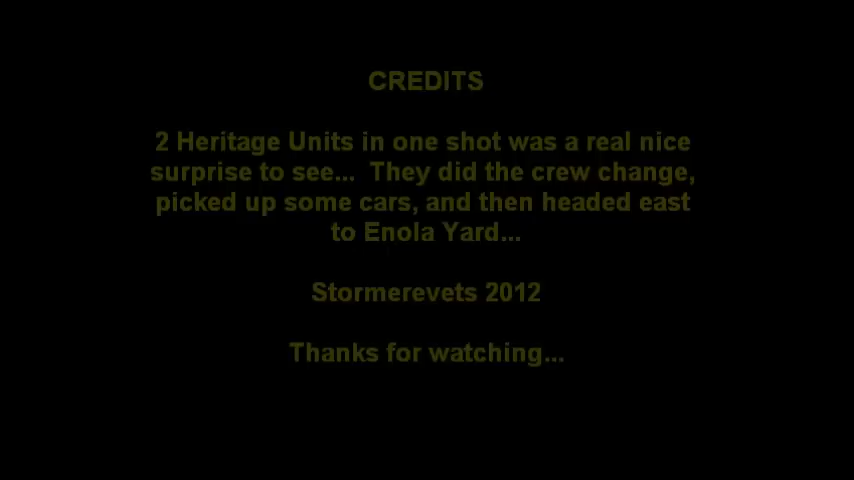 CREDITS
2 Heritage Units in one shot was a real nice
surprise to see...  They did the crew change,
picked up some cars, and then headed east
to Enola Yard...
Stormerevets 2012
Thanks for watching...